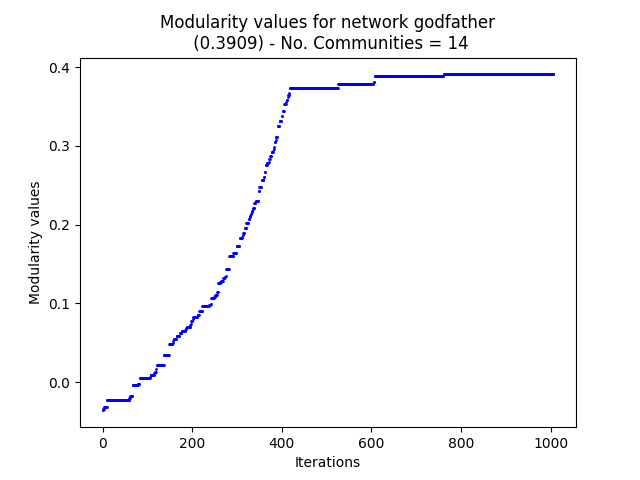 Modularity values for network godfather
(0.3909) - No. Communities = 14
0.4
0.3
0.2
0.1
0.0
Modularity values
0 200 400 600 800 1000
Iterations